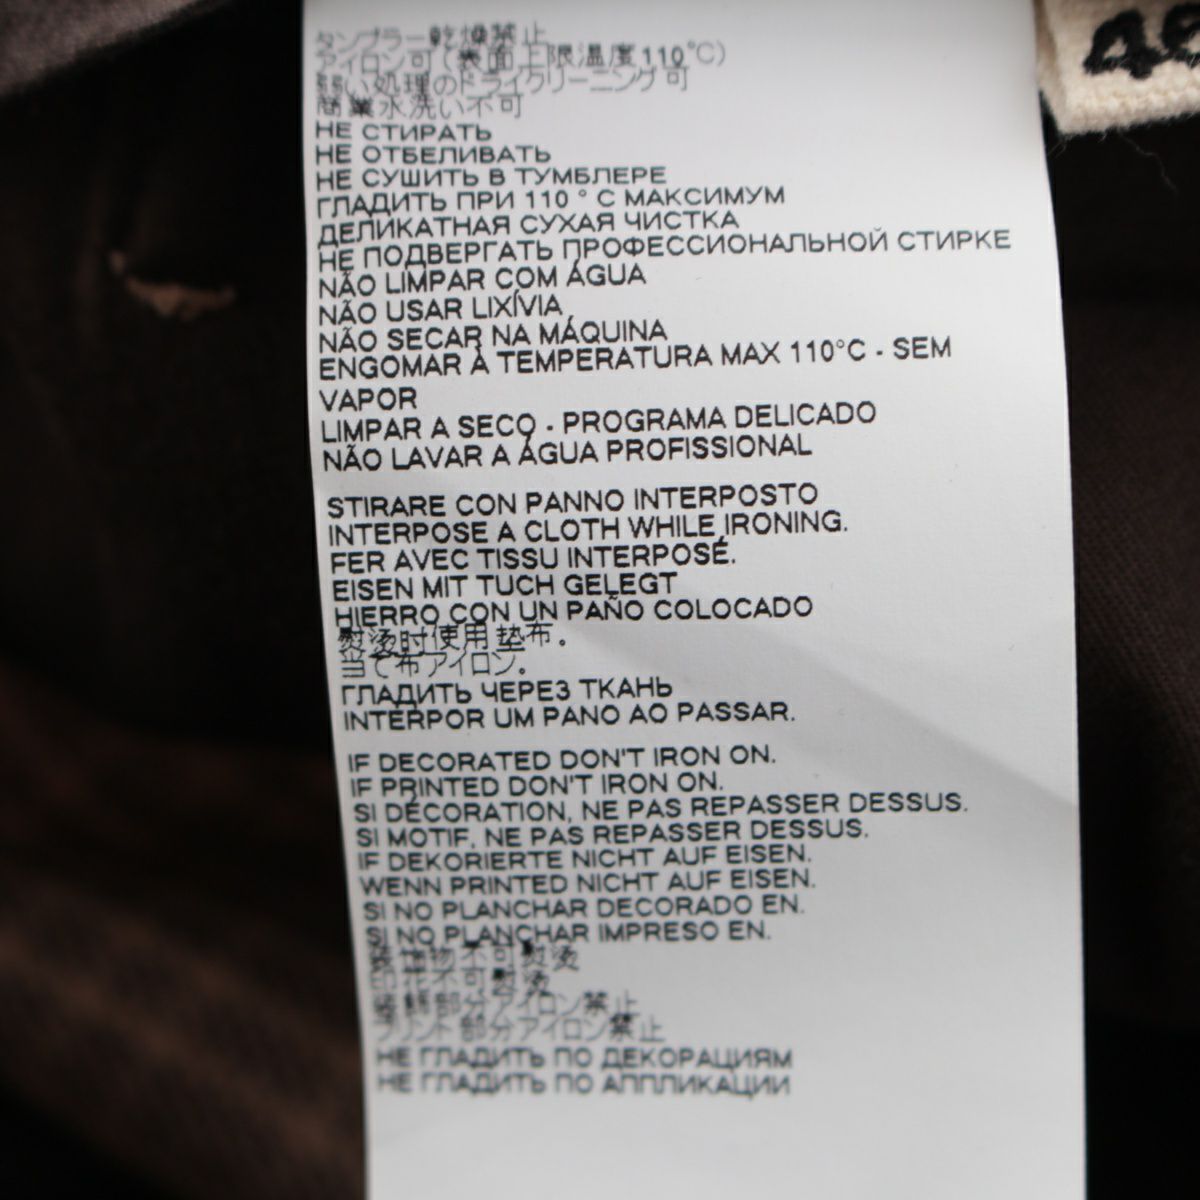 タンブラー乾燥禁止
アイロン可(表面上限温度110℃)
弱い処理のドライクリーニング可
商業水洗い不可
НЕ СТИРАТЬ
НЕ ОТБЕЛИВАТЬ
НЕ СУШИТЬ В ТУМБЛЕРЕ
ГЛАДИТЬ ПРИ 110 ° С МАКСИМУМ
ДЕЛИКАТНАЯ СУХАЯ ЧИСТКА
НЕ ПОДВЕРГАТЬ ПРОФЕССИОНАЛЬНОЙ СТИРКЕ
NÃO LIMPAR COM ÁGUA
NÃO USAR LIXÍVIA
NÃO SECAR NA MÁQUINA
ENGOMAR À TEMPERATURA MAX 110°C - SEM
VAPOR
LIMPAR A SECO - PROGRAMA DELICADO
NÃO LAVAR A ÁGUA PROFISSIONAL
STIRARE CON PANNO INTERPOSTO
INTERPOSE A CLOTH WHILE IRONING.
FER AVEC TISSU INTERPOSÉ.
EISEN MIT TUCH GELEGT
HIERRO CON UN PAÑO COLOCADO
熨烫时使用垫布。
当て布アイロン。
ГЛАДИТЬ ЧЕРЕЗ ТКАНЬ
INTERPOR UM PANO AO PASSAR.
IF DECORATED DON'T IRON ON.
IF PRINTED DON'T IRON ON.
SI DÉCORATION, NE PAS REPASSER DESSUS.
SI MOTIF, NE PAS REPASSER DESSUS.
IF DEKORIERTE NICHT AUF EISEN.
WENN PRINTED NICHT AUF EISEN.
SI NO PLANCHAR DECORADO EN.
SI NO PLANCHAR IMPRESO EN.
装饰物不可熨烫
印花不可熨烫
装飾部分アイロン禁止
プリント部分アイロン禁止
НЕ ГЛАДИТЬ ПО ДЕКОРАЦИЯМ
НЕ ГЛАДИТЬ ПО АППЛИКАЦИИ